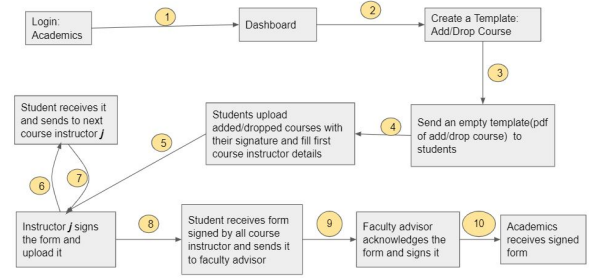 Login:
Academics
1
Dashboard
2
Create a Template:
Add/Drop Course
3
Send an empty template(pdf
of add/drop course) to
students
4
Students upload
added/dropped courses with
their signature and fill first
course instructor details
5
Student receives it
and sends to next
course instructor j
6
7
Instructor j signs
the form and
upload it
8
Student receives form
signed by all course
instructor and sends it
to faculty advisor
9
Faculty advisor
acknowledges the
form and signs it
10
Academics
receives signed
form